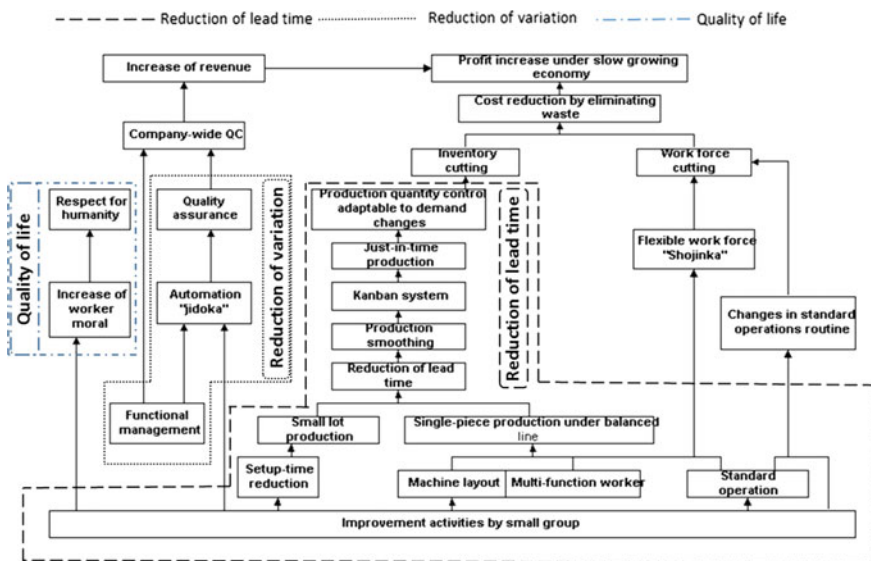 Reduction of lead time
Reduction of variation
Quality of life
Increase of revenue
Profit increase under slow growing
economy
Cost reduction by eliminating
waste
Company-wide QC
Inventory
cutting
Work force
cutting
Quality of life
Respect for
humanity
Quality
assurance
Reduction of variation
Production quantity control
adaptable to demand
changes
Reduction of lead time
Just-in-time
production
Flexible work force
"Shojinka"
Increase of
worker
moral
Automation
"jidoka"
Kanban system
Changes in standard
operations routine
Production
smoothing
Reduction of lead
time
Functional
management
Small lot
production
Single-piece production under balanced
line
Setup-time
reduction
Machine layout
Multi-function worker
Standard
operation
Improvement activities by small group